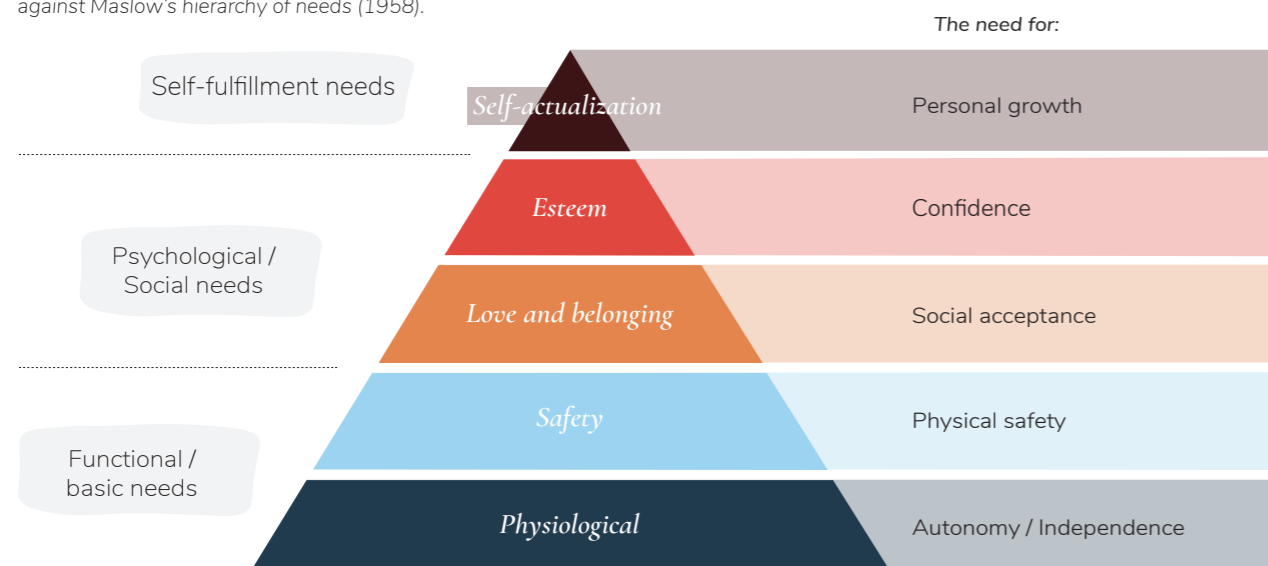 against Maslow's hierarchy of needs (1958).
The need for:
Self-fulfillment needs
Self-actualization
Personal growth
Esteem
Confidence
Psychological /
Social needs
Love and belonging
Social acceptance
Safety
Physical safety
Functional /
basic needs
Physiological
Autonomy / Independence